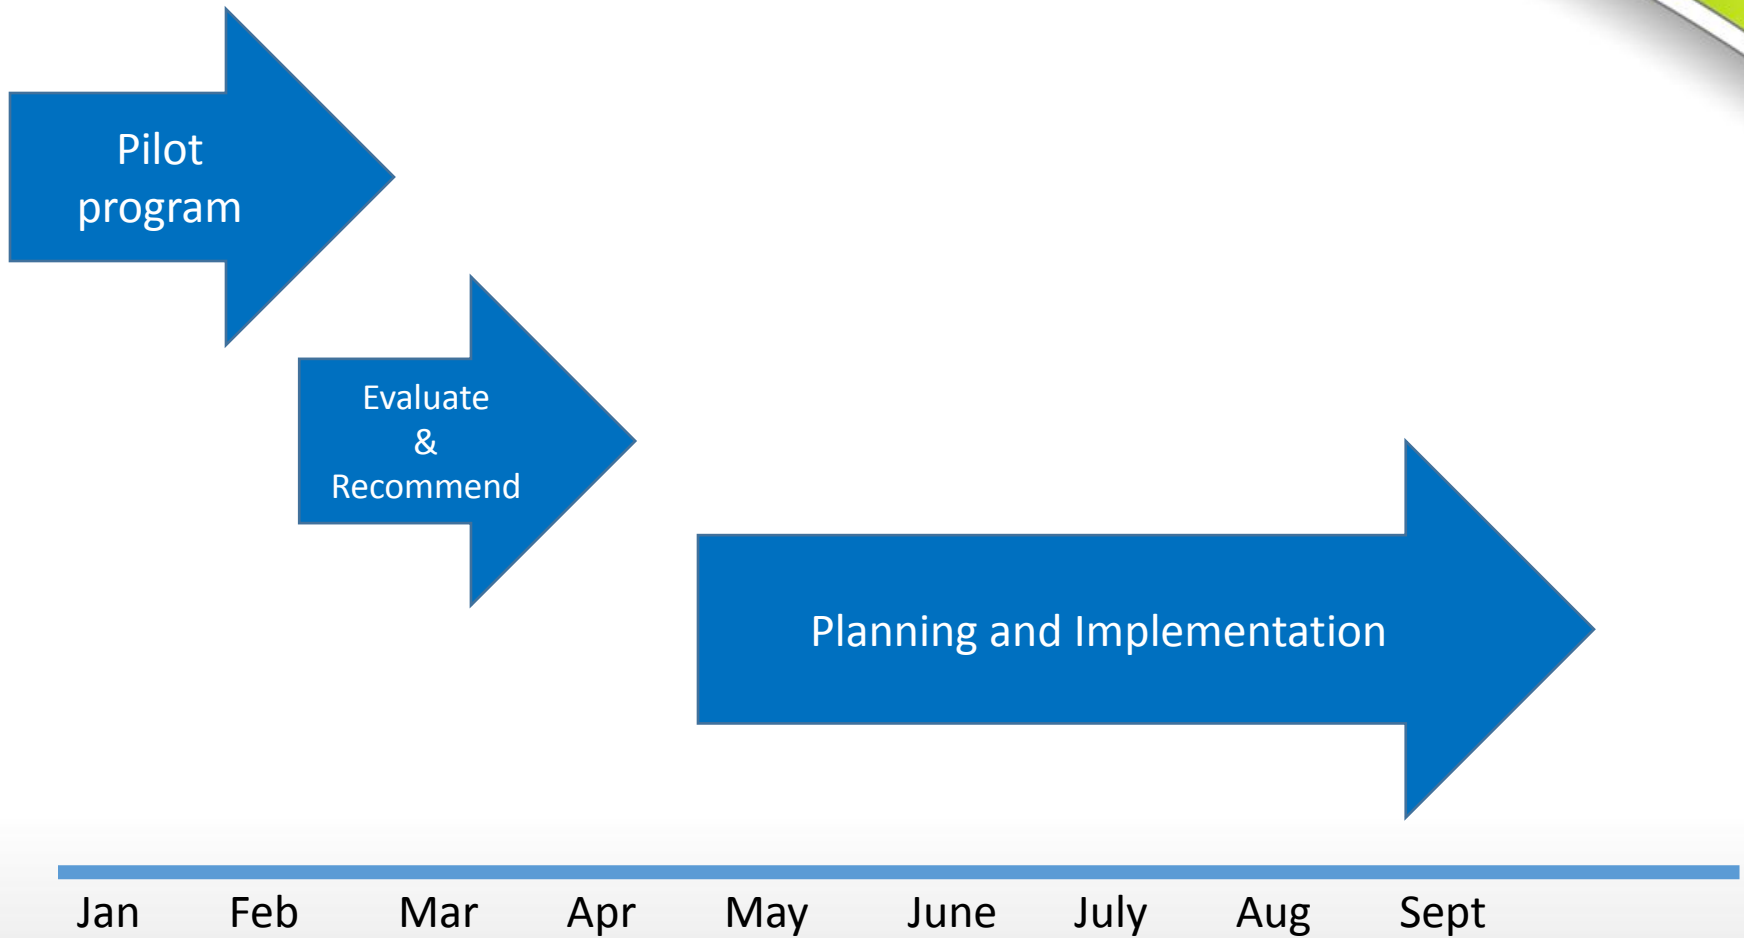 Pilot
program
Evaluate
&
Recommend
Planning and Implementation
Jan Feb Mar Apr May June July Aug Sept